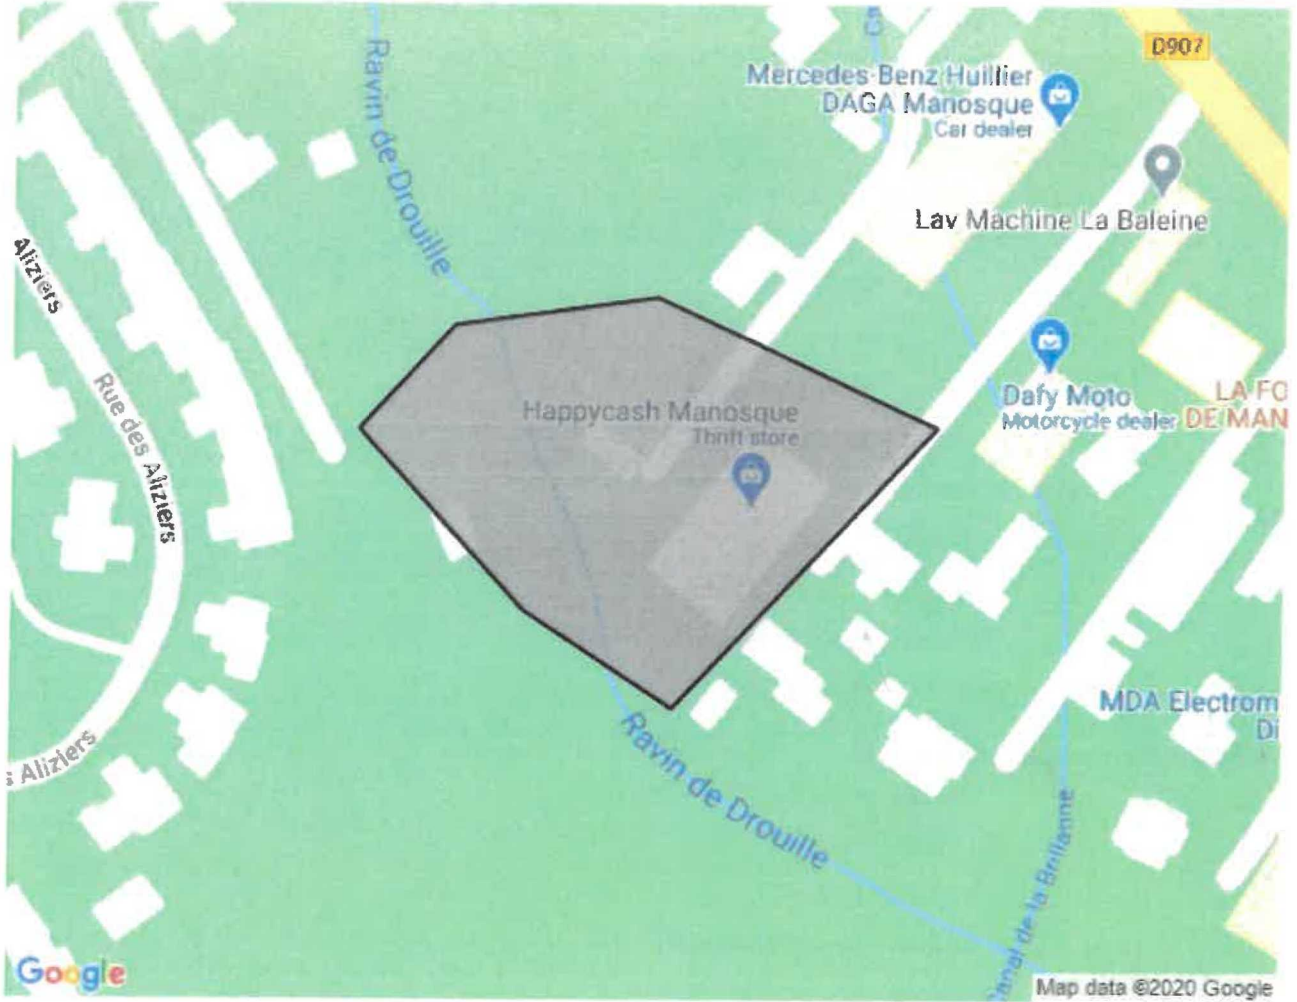 D907
Mercedes-Benz Huillier
DAGA Manosque
Car dealer
Ca
Ravin de Drouille
Lav Machine La Baleine
Aliziers
Dafy Moto
Motorcycle dealer
LA FO
DE MAN
Rue des Aliziers
Happycash Manosque
Thrift store
MDA Electrom
Di
Ravin de Drouille
s Aliziers
anal de la Brillanne
Google
Map data ©2020 Google